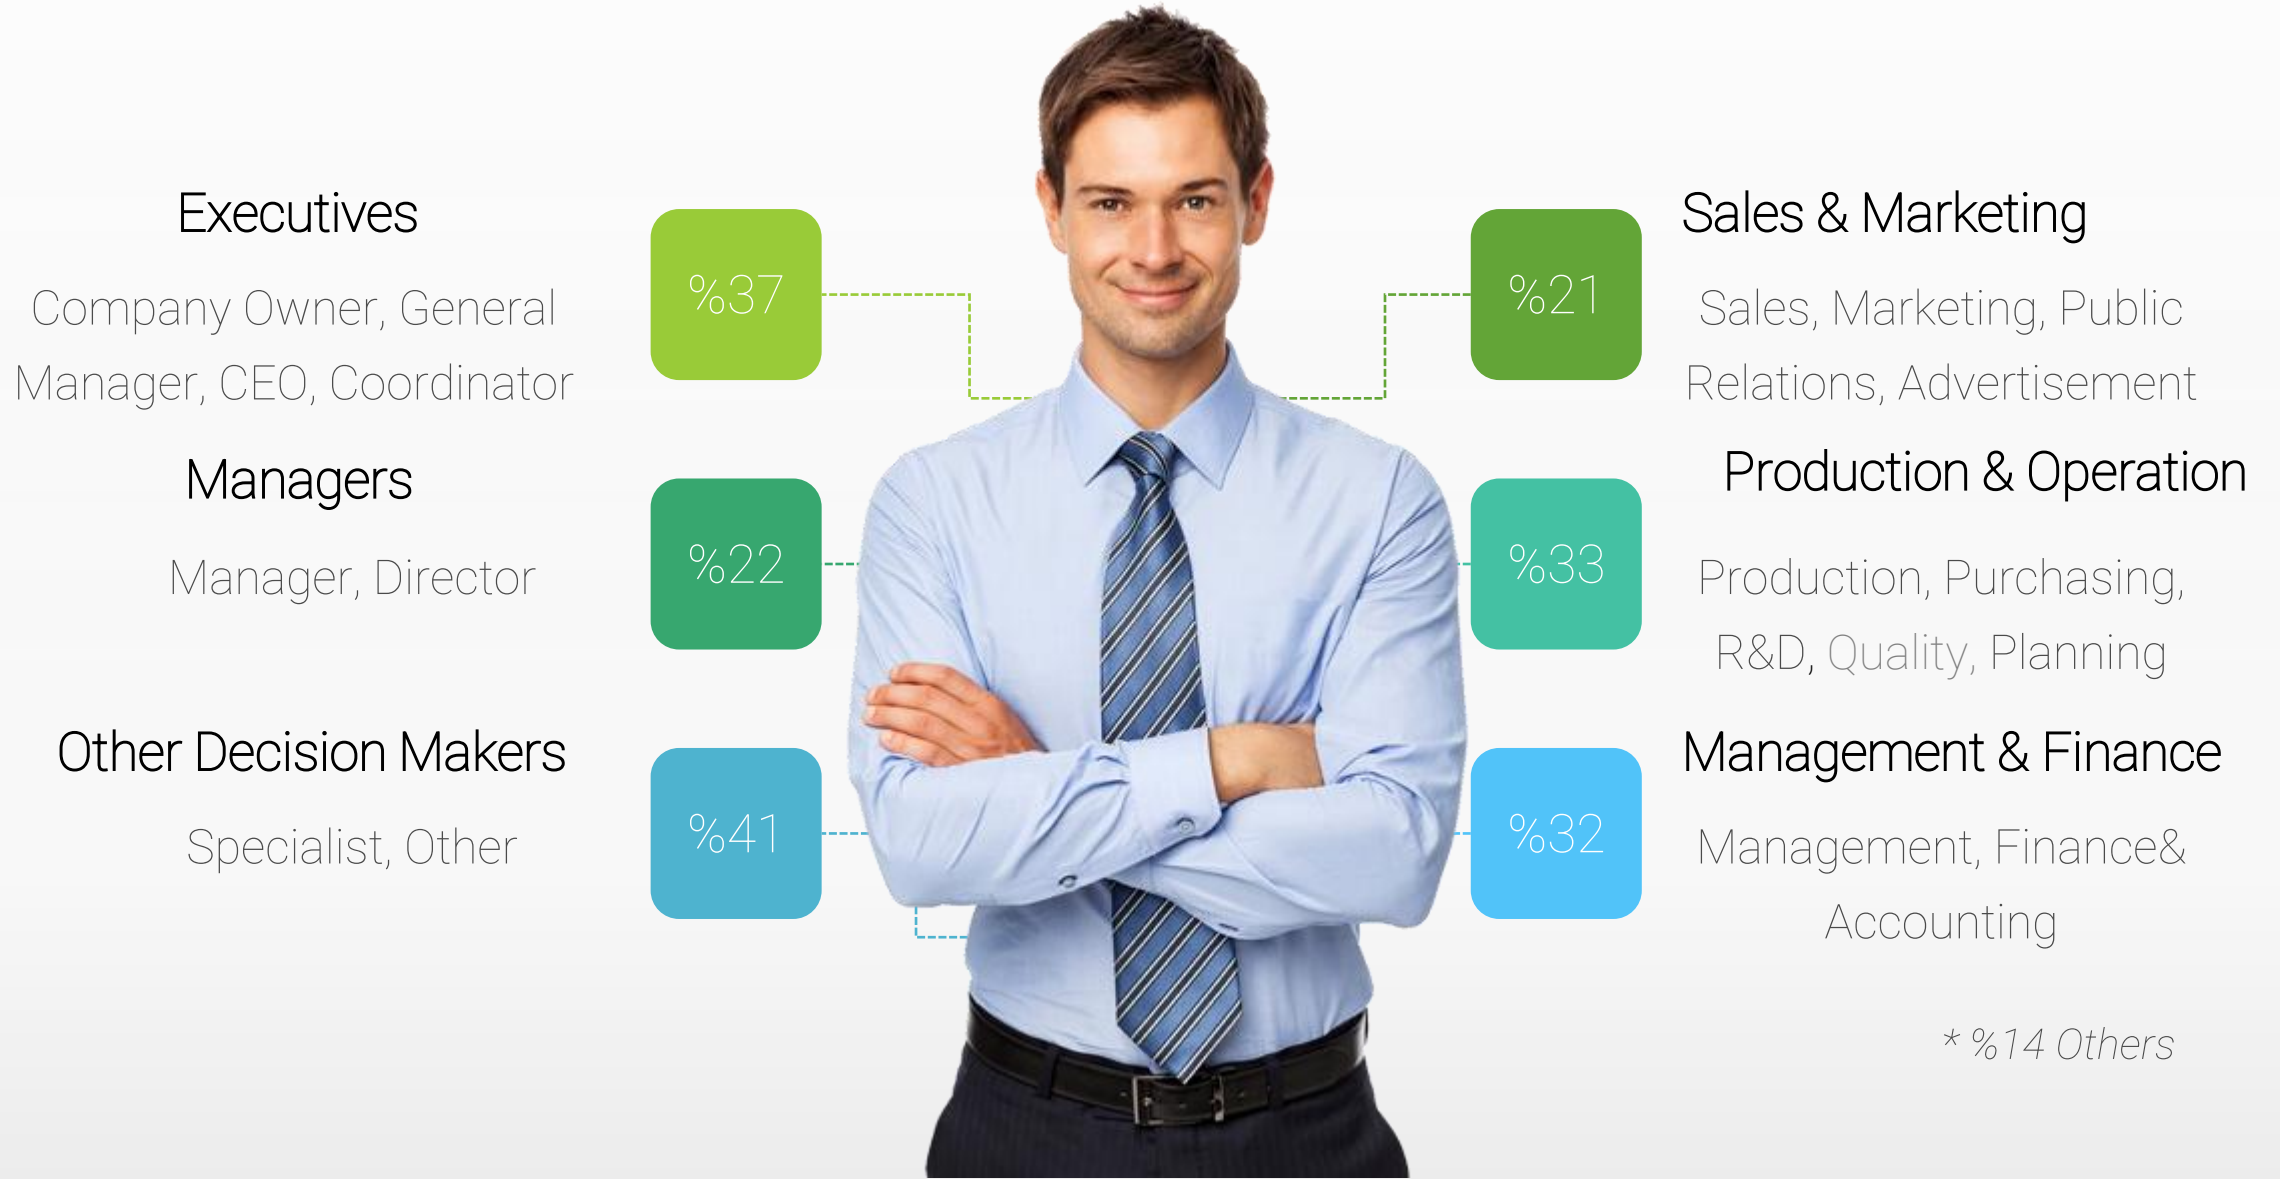 Executives
%37
Company Owner, General
Manager, CEO, Coordinator
Managers
%22
Manager, Director
Other Decision Makers
%41
Specialist, Other
Sales & Marketing
%21
Sales, Marketing, Public
Relations, Advertisement
Production & Operation
%33
Production, Purchasing,
R&D, Quality, Planning
Management & Finance
%32
Management, Finance&
Accounting
* %14 Others